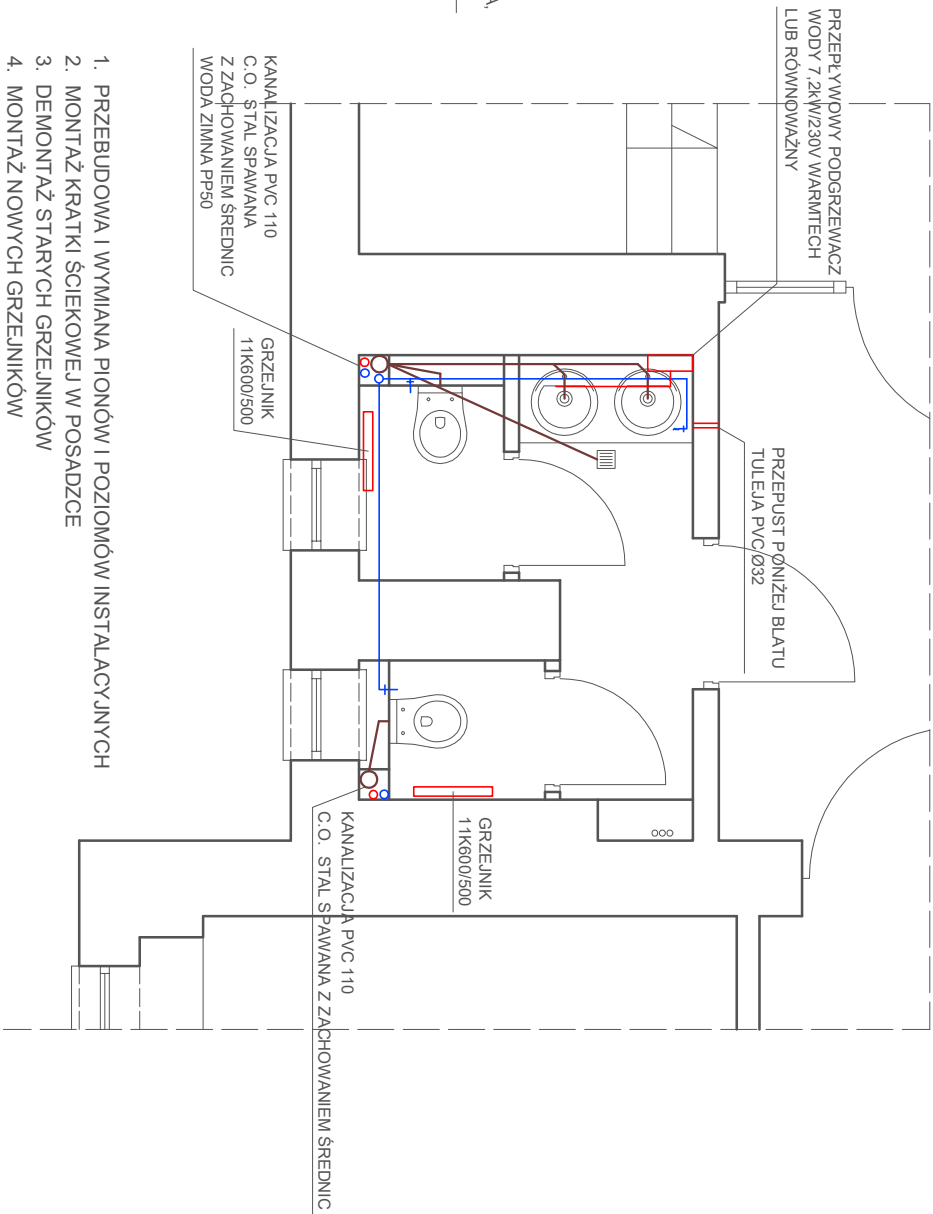 PRZEPŁYWOWY PODGRZEWACZ
WODY 7,2kW/230V WARMTECH
LUB RÓWNOWAŻNY
PRZEPUST PONIŻEJ BLATU
TULEJA PVC Ø32
KANALIZACJA PVC 110
C.O. STAL SPAWANA
Z ZACHOWANIEM ŚREDNIC
WODA ZIMNA PP50
GRZEJNIK
11K600/500
GRZEJNIK
11K600/500
KANALIZACJA PVC 110
C.O. STAL SPAWANA Z ZACHOWANIEM ŚREDNIC
1. PRZEBUDOWA I WYMIANA PIONÓW I POZIOMÓW INSTALACYJNYCH
2. MONTAŻ KRATKI ŚCIEKOWEJ W POSADZCE
3. DEMONTAŻ STARYCH GRZEJNIKÓW
4. MONTAŻ NOWYCH GRZEJNIKÓW